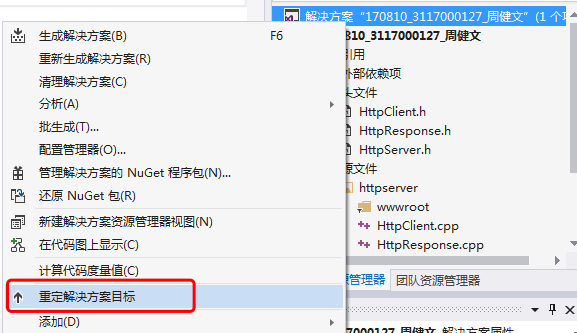 生成解决方案(B) F6
重新生成解决方案(R)
清理解决方案(C)
分析(A)
批生成(T)...
配置管理器(O)...
管理解决方案的 NuGet 程序包(N)...
还原 NuGet 包(R)
新建解决方案资源管理器视图(N)
在代码图上显示(C)
计算代码度量值(C)
重定解决方案目标
添加(D)
解决方案"170810_3117000127_周健文"(1 个项
810_3117000127_周健文
引用
外部依赖项
头文件
HttpClient.h
HttpResponse.h
HttpServer.h
源文件
httpserver
wwwroot
HttpClient.cpp
HttpResponse.cpp
源管理器 团队资源管理器
000127_周健文 解决方案属性